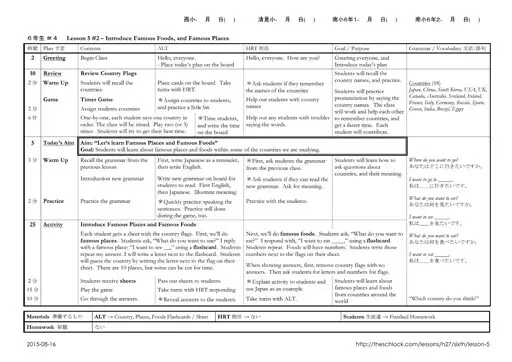 西小- 月 日( ) 清見小- 月 日( ) 南小6年1- 月 日( ) 南小6年2- 月 日( )
6年生 #4 Lesson 5 #2 – Introduce Famous Foods, and Famous Places
時間 Plan 予定 Contents ALT HRT 担任 Goal / Purpose Grammar / Vocabulary 文法/語句
2 Greeting Begin Class Hello, everyone.
- Place today's plan on the board
Hello, everyone. How are you? Greeting everyone, and
Introduce today's plan
10 Review Review Country Flags
2 分 Warm Up Students will recall the
countries:
Place cards on the board. Take
turns with HRT.
※Ask students if they remember
the names of the countries
Students will recall the
country names, and practice.
Students will practice
pronunciation by acting the
country names. The class
will work and help each other
to remember countries, and
get a faster time. Each
student will contribute.
Countries (18)
Japan, China, South Korea, USA, UK,
Canada, Australia, Scotland, Ireland,
France, Italy, Germany, Russia, Spain,
Greece, India, Brazil, Egypt
Game Timer Game
2 分 Assign students countries
※Assign countries to students,
and practice a little bit.
Help out students with country
names
6 分 One-by-one, each student says one country in
order. The class will be timed. Play two (or 3)
times. Students will try to get their best time.
※Time students,
and write the time
on the board
Help out any students with troubles
saying the words.
5 Today's Aim Aim: "Let's learn Famous Places and Famous Foods"
Goal: Students will learn about famous places and foods within some of the countries we are studying.
3 分 Warm Up Recall the grammar from the
previous lesson
First, write Japanese as a reminder,
then write English.
※First, ask students the grammar
from the previous class.
Students will learn how to
ask questions about
countries, and their meaning.
Where do you want to go?
あなたはどこに行きたいですか。
Introduction new grammar Write new grammar on board for
students to read. First English,
then Japanese. Illustrate meaning.
※Ask students if they can read the
new grammar. Ask for meaning.
I want to go to
私は___に行きたいです。
2 分 Practice Practice the grammar ※Quickly practice speaking the
sentences. Practice will done
during the game, too.
Practice with the students.
What do you want to see?
あなたは何を見たいですか。
I want to see
私は___を見たいです。
What do you want to eat?
あなたは何を食べたいですか。
I want to eat
私は___を食べたいです。
25 Activity Introduce Famous Places and Famous Foods
Each student gets a sheet with the country flags. First, we'll do
famous places. Students ask, "What do you want to see?" I reply
with a famous place: "I want to see ___" using a flashcard. Students
repeat my answer. I will write a letter next to the flashcard. Students
will guess the country by writing the letter next to the flag on their
sheet. There are 10 places, but some can be cut for time.
Next, we'll do famous foods. Students ask, "What do you want to
eat?" I respond with, "I want to eat ____." using a flashcard
Students repeat. Foods will have numbers. Students write those
numbers next to the flag on their sheet.
When showing answers, first, remove country flags with no
answers. Then ask students for letters and numbers for flags.
2 分 Students receive sheets Pass out sheets to students ※Explain activity to students and
use Japan as an example.
Students will learn about
famous places and foods
from countries around the
world
15 分 Play the game Take turns with HRT responding
10 分 Go through the answers. ※Reveal answers to the students Take turns with ALT. "Which country do you think?"
Materials 準備するもの ALT → Country, Places, Foods Flashcards / Sheet HRT → ない Students 生徒達 → Finished Homework
Homework 宿題 ない
2015-08-16 http://theschlock.com/lessons/h27/sixth/lesson-5